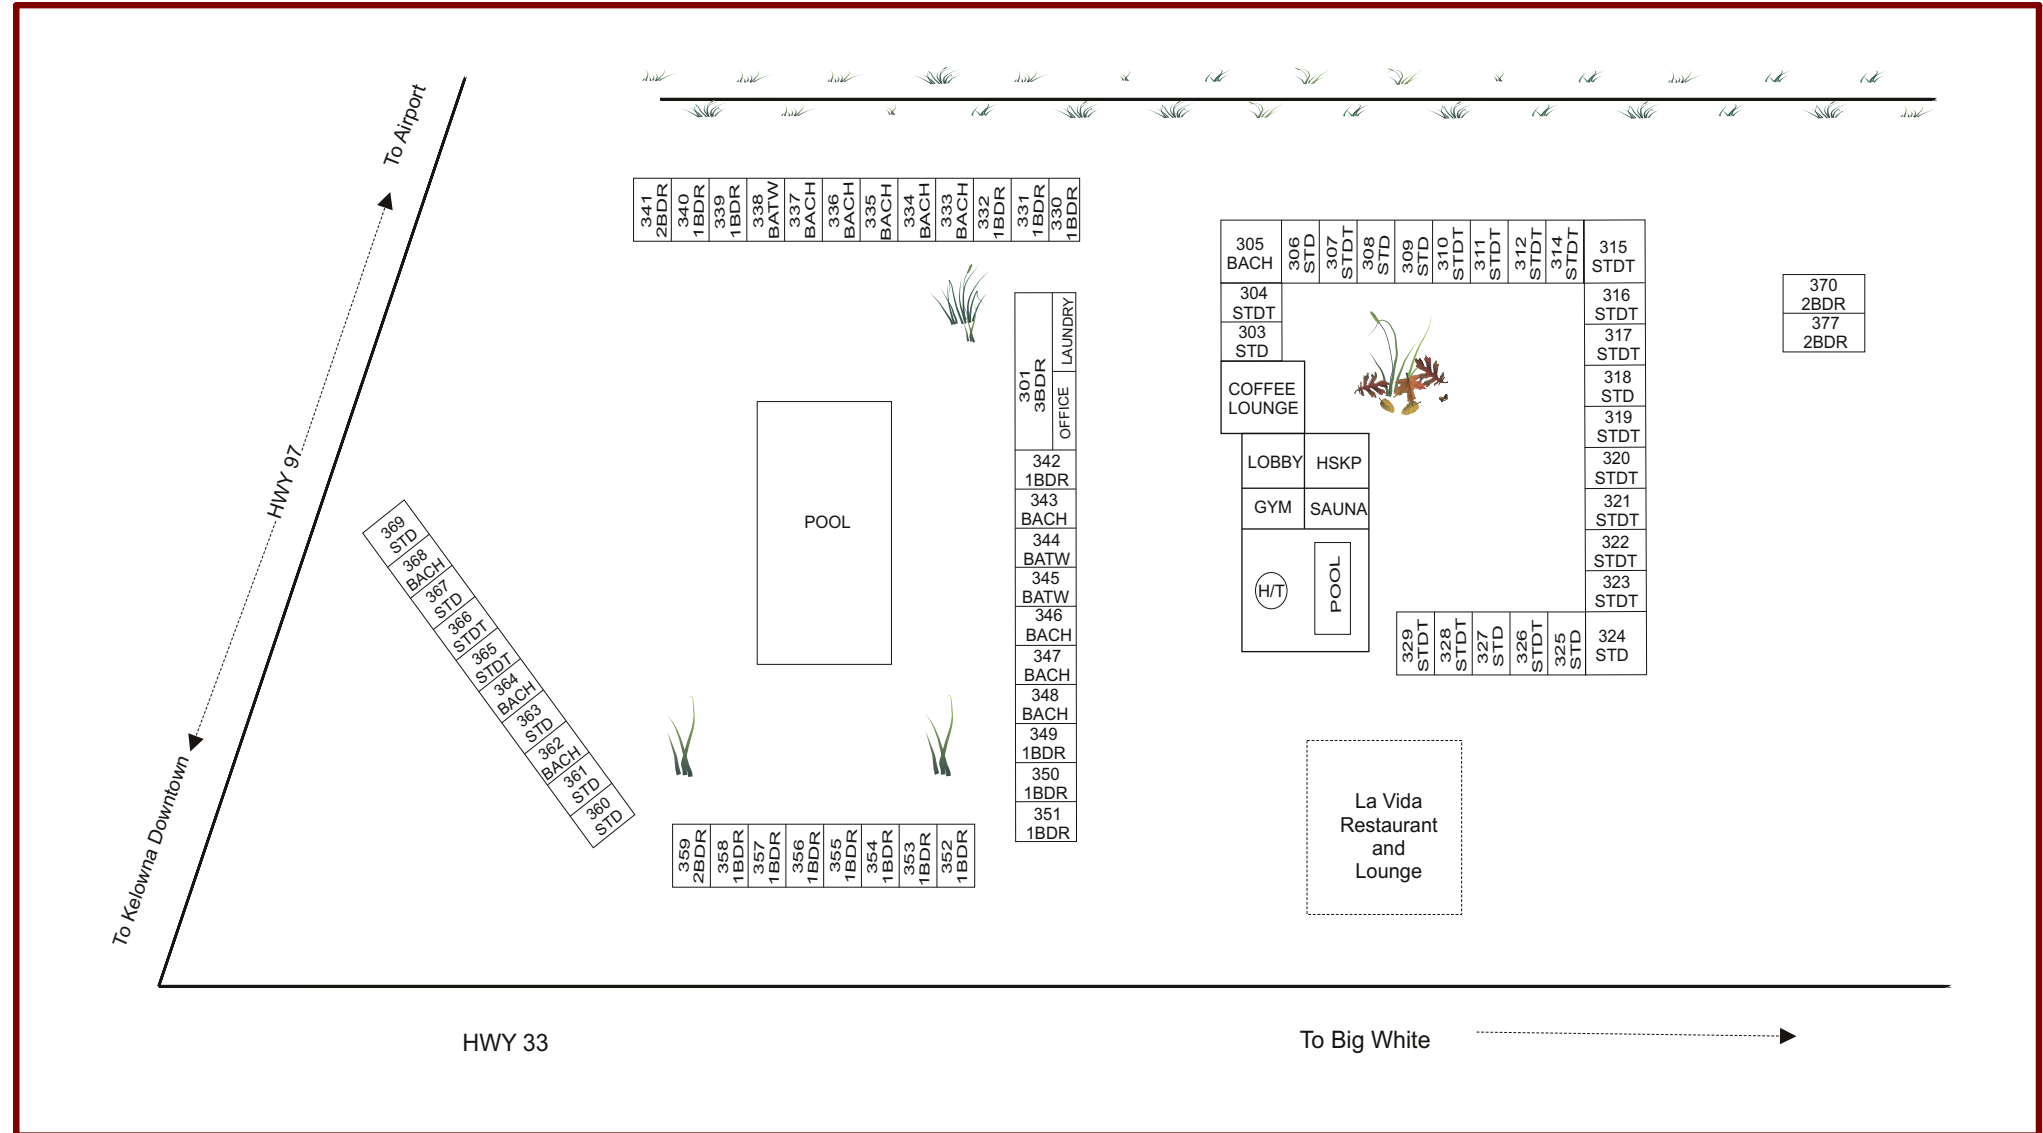 To Airport
HWY 97
To Kelowna Downtown
341
2BDR
340
1BDR
339
1BDR
338
BATW
337
BACH
336
BACH
335
BACH
334
BACH
333
BACH
332
1BDR
331
1BDR
330
1BDR
301
3BDR
LAUNDRY
OFFICE
342
1BDR
343
BACH
344
BATW
345
BATW
346
BACH
347
BACH
348
BACH
349
1BDR
350
1BDR
351
1BDR
POOL
369
STD
368
BACH
367
STD
366
STDT
365
STDT
364
BACH
363
STD
362
BACH
361
STD
360
STD
359
2BDR
358
1BDR
357
1BDR
356
1BDR
355
1BDR
354
1BDR
353
1BDR
352
1BDR
305
BACH
306
STD
307
STDT
308
STD
309
STD
310
STDT
311
STDT
312
STDT
314
STDT
315
STDT
304
STDT
303
STD
COFFEE
LOUNGE
LOBBY
HSKP
GYM
SAUNA
H/T
POOL
316
STDT
317
STDT
318
STD
319
STDT
320
STDT
321
STDT
322
STDT
323
STDT
329
STDT
328
STDT
327
STD
326
STDT
325
STD
324
STD
370
2BDR
377
2BDR
La Vida
Restaurant
and
Lounge
HWY 33
To Big White